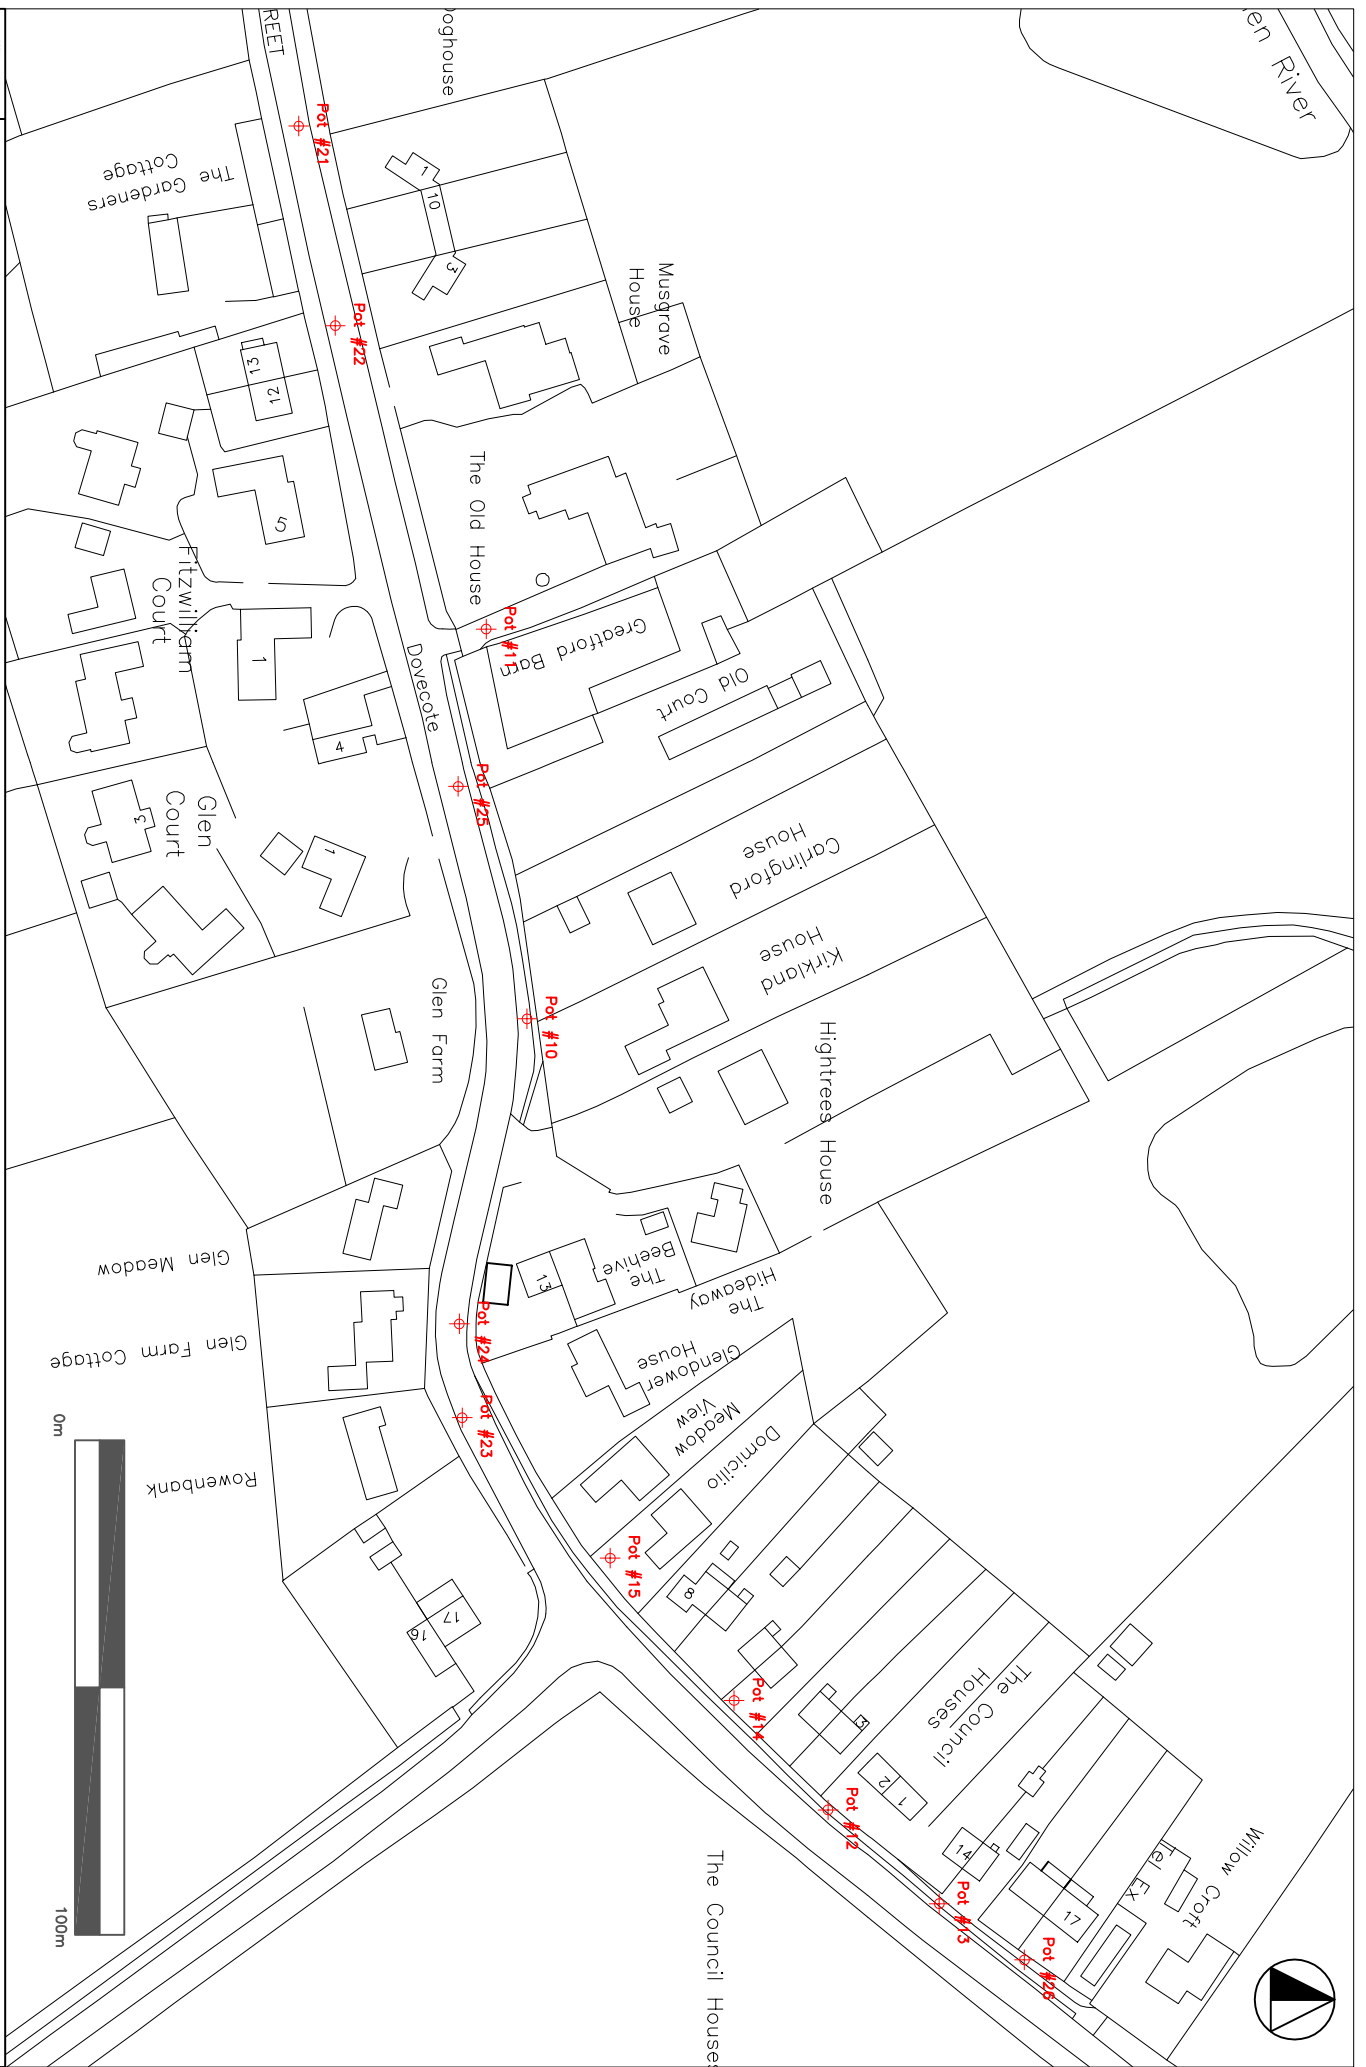 en River
REET
Doghouse
Pot #21
The Gardeners
Cottage
1
10
3
Musgrave
House
Pot #22
13
12
5
The Old House
Fitzwilliam
Court
1
4
Dovecote
Pot #11
Greatford Barn
Old Court
Pot #25
Glen
Court
3
1
Carlingford
House
Kirkland
House
Glen Farm
Pot #10
Hightrees House
Glen Meadow
Glen Farm Cottage
Rowenbank
13
The
Beehive
The
Hideaway
Pot #24
Glendower
House
Meadow
View
Domicilio
Pot #23
Pot #15
8
17
16
Pot #14
3
The Council
Houses
2
1
Pot #12
14
Pot #13
17
Tel Ex
Willow Croft
Pot #26
The Council Houses
0m
100m